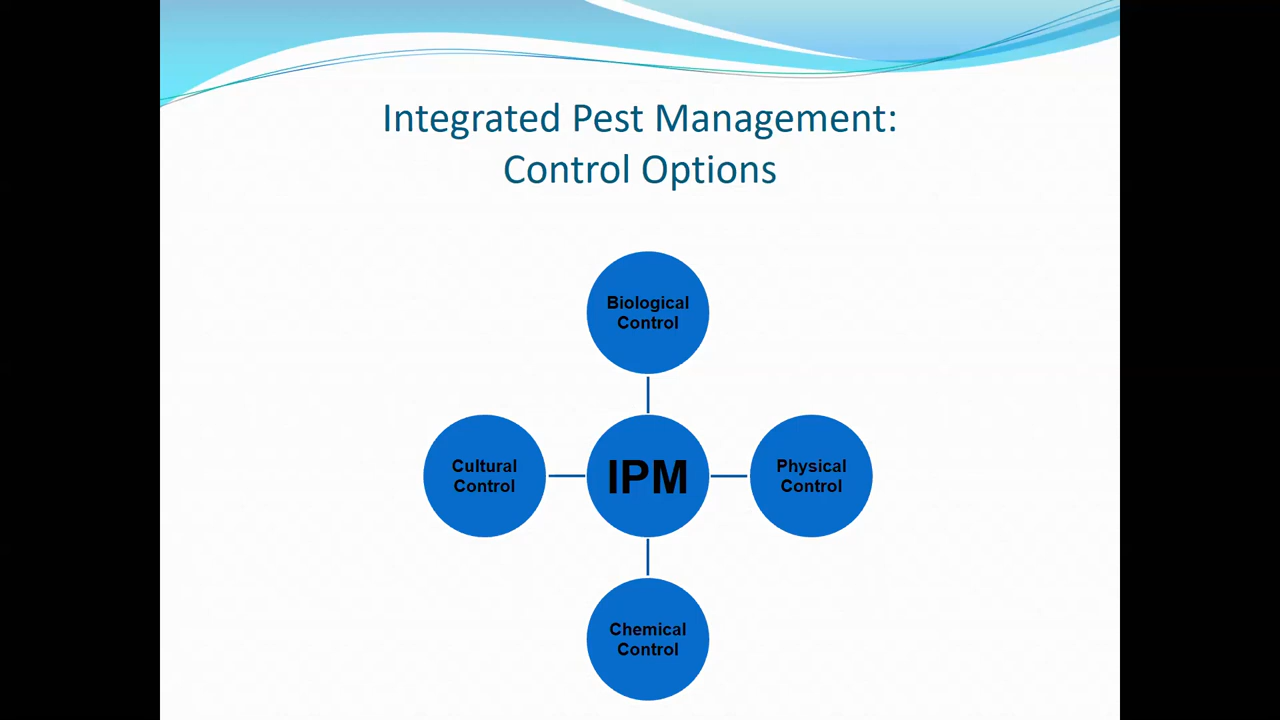 Integrated Pest Management:
Control Options
Biological
Control
Cultural
Control
IPM
Physical
Control
Chemical
Control